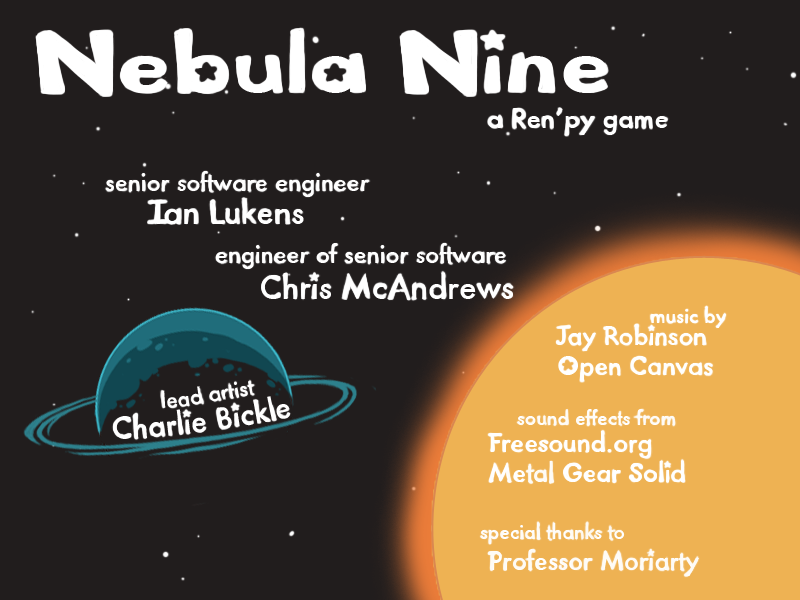 Nebula Nine
a Ren'py game
senior software engineer
Ian Lukens
engineer of senior software
Chris McAndrews
lead artist
Charlie Bickle
music by
Jay Robinson
Open Canvas
sound effects from
Freesound.org
Metal Gear Solid
special thanks to
Professor Moriarty